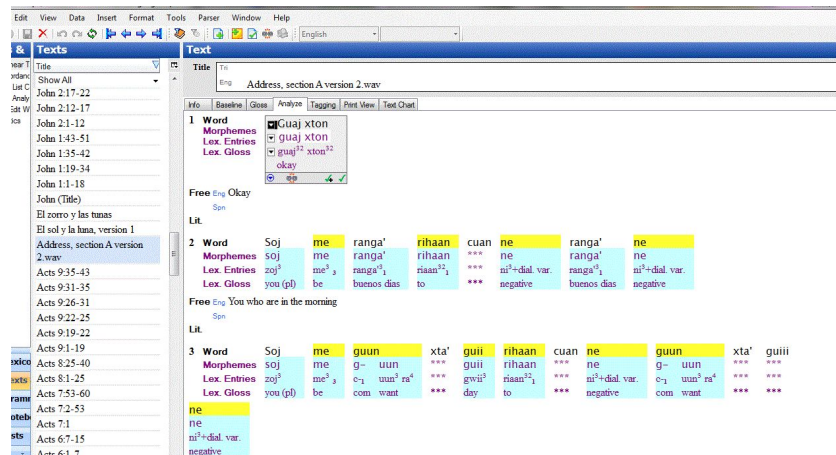 Edit View Data Insert Format Tools Parser Window Help
English
& Texts Text
Title
Show All
John 2:17-22
John 2:12-17
John 2:1-12
John 1:43-51
John 1:35-42
John 1:19-34
John 1:1-18
John (Title)
El zorro y las tunas
El sol y la luna, version 1
Address, section A version
2.wav
Acts 9:35-43
Acts 9:31-35
Acts 9:26-31
Acts 9:22-25
Acts 9:19-22
Acts 9:1-19
Acts 8:25-40
Acts 8:1-25
Acts 7:53-60
Acts 7:2-53
Acts 7:1
Acts 6:7-15
Acts 6:1-7
Title Tri
Eng Address, section A version 2.wav
Info Baseline Gloss Analyze Tagging Print View Text Chart
1 Word Guaj xton
Morphemes guaj xton
Lex. Entries guaj³² xton³²
Lex. Gloss okay
Free Eng Okay
Spn
Lit.
2 Word Soj me ranga' rihaan cuan ne ranga' ne
Morphemes soj me ranga' rihaan *** ne ranga' ne
Lex. Entries zoj³ me³ ₃ ranga'³₁ riaan³²₁ *** ni³+dial. var. ranga'³₁ ni³+dial. var.
Lex. Gloss you (pl) be buenos dias to *** negative buenos dias negative
Free Eng You who are in the morning
Spn
Lit.
3 Word Soj me guun xta' guii rihaan cuan ne guun xta' guiii
Morphemes soj me g– uun *** guii rihaan *** ne g– uun *** ***
Lex. Entries zoj³ me³ ₃ c-₁ uun³ ra⁴ *** gwii³ riaan³²₁ *** ni³+dial. var. c-₁ uun³ ra⁴ *** ***
Lex. Gloss you (pl) be com want *** day to *** negative com want *** ***
ne
ne
ni³+dial. var.
negative